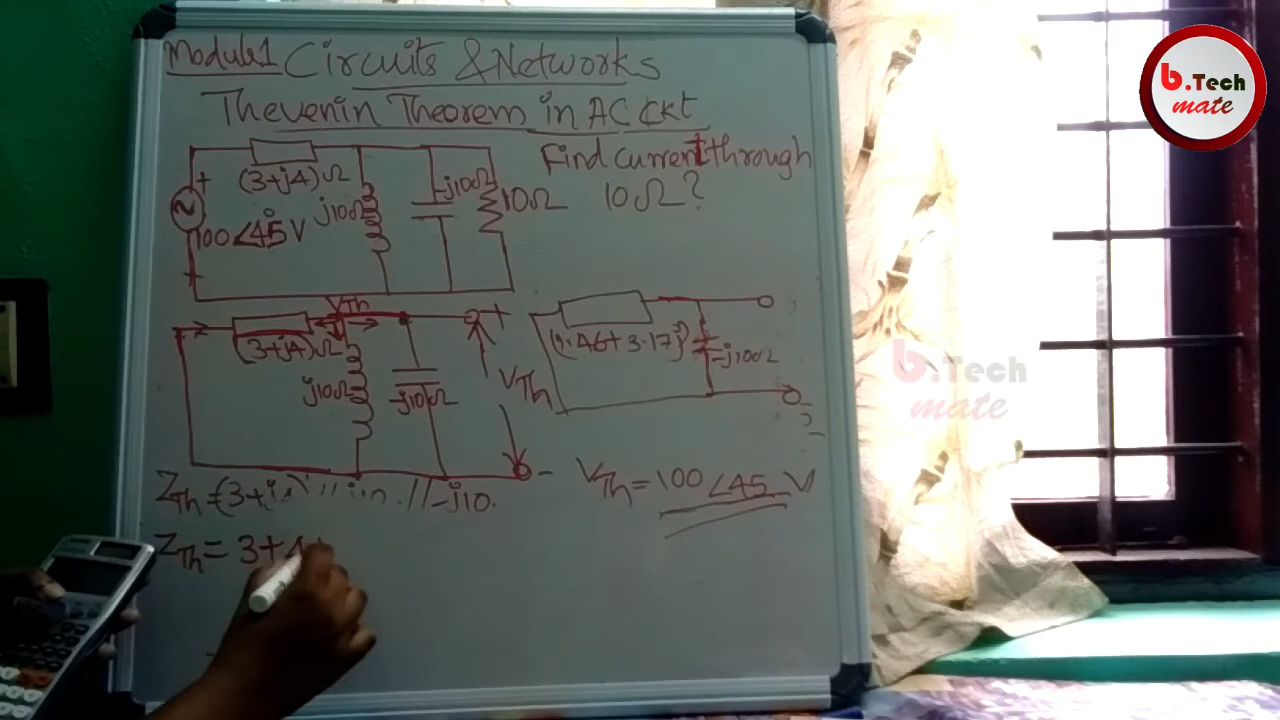 Module1 Circuits & Networks
Thevenin Theorem in AC Ckt
Find current through
10Ω?
+
(3+j4)Ω
j10Ω
-j10Ω
10Ω
100∠45° V
VTh
+
(3+j4)Ω
j10Ω
-j10Ω
VTh
-
+3.17j)
-j10Ω
ZTh = (3+j4) // j10 // -j10.
VTh = 100∠45 V
ZTh = 3+4
b.Tech
mate
b.Tech
mate